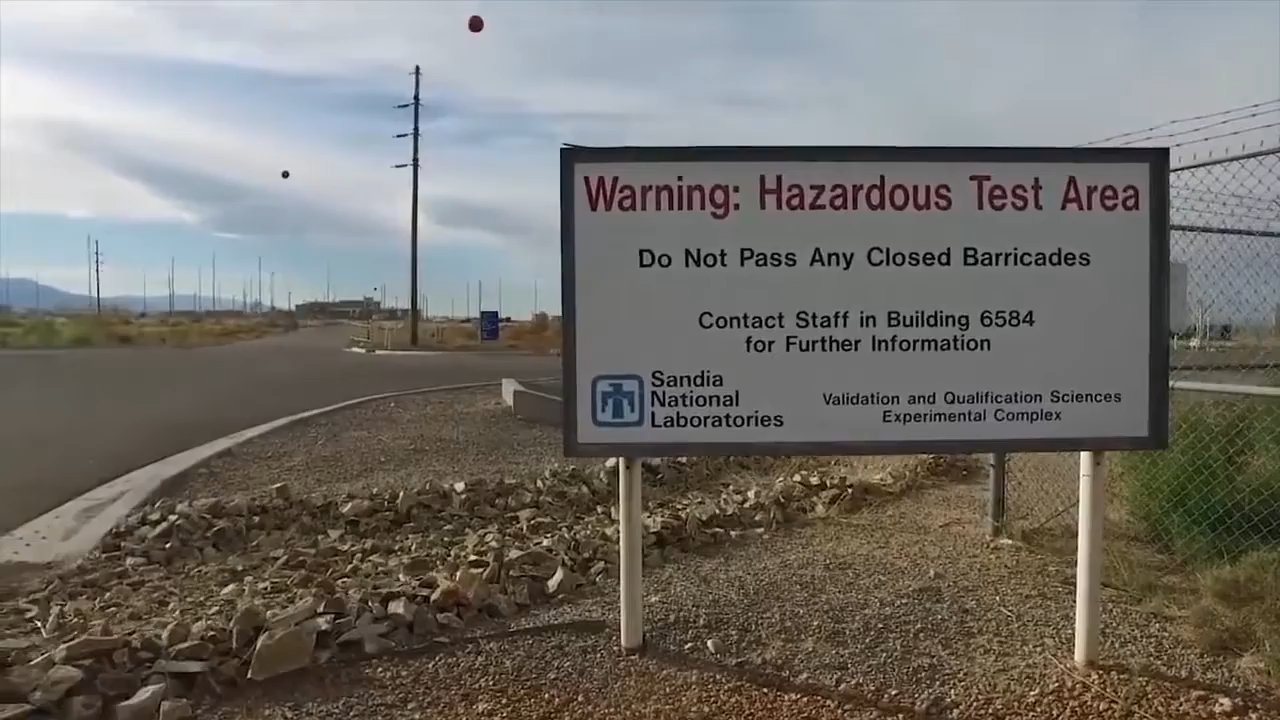 Warning: Hazardous Test Area
Do Not Pass Any Closed Barricades
Contact Staff in Building 6584
for Further Information
Sandia
National
Laboratories
Validation and Qualification Sciences
Experimental Complex